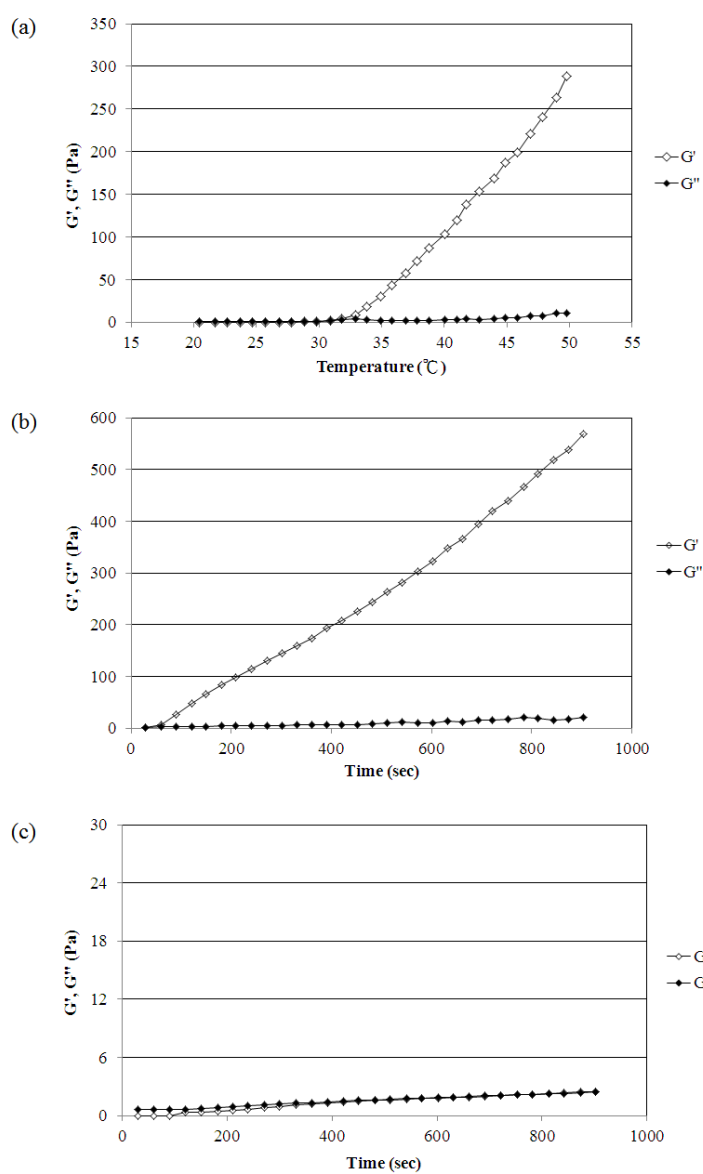 (a)
350
300
250
200
150
100
50
0
G', G" (Pa)
15 20 25 30 35 40 45 50 55
Temperature (℃)
G'
G"
(b)
600
500
400
300
200
100
0
G', G" (Pa)
0 200 400 600 800 1000
Time (sec)
G'
G"
(c)
30
24
18
12
6
0
G', G" (Pa)
0 200 400 600 800 1000
Time (sec)
G
G